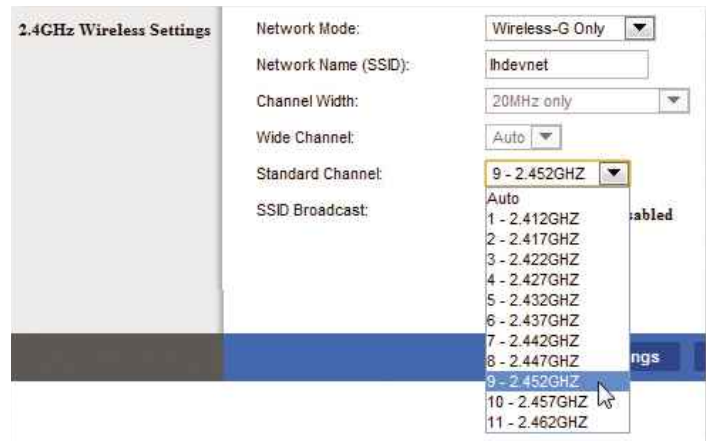 2.4GHz Wireless Settings
Network Mode: Wireless-G Only
Network Name (SSID): lhdevnet
Channel Width: 20MHz only
Wide Channel: Auto
Standard Channel: 9 - 2.452GHZ
SSID Broadcast:
Auto
1 - 2.412GHZ
2 - 2.417GHZ
3 - 2.422GHZ
4 - 2.427GHZ
5 - 2.432GHZ
6 - 2.437GHZ
7 - 2.442GHZ
8 - 2.447GHZ
9 - 2.452GHZ
10 - 2.457GHZ
11 - 2.462GHZ